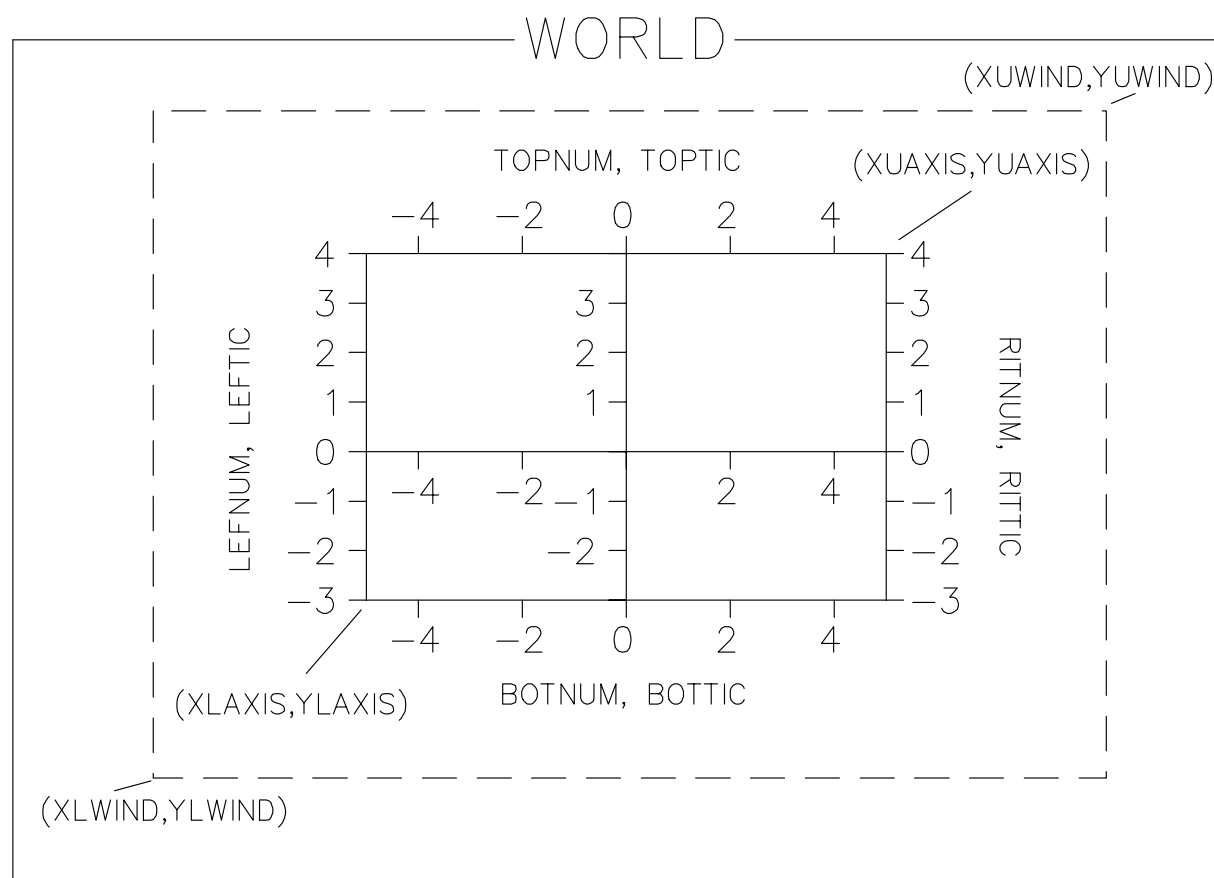 WORLD
(XUWIND,YUWIND)
TOPNUM, TOPTIC
(XUAXIS,YUAXIS)
−4 −2 0 2 4
4 4
3 3 3
2 2 2
1 1 1
0 0
−4 −2 2 4
−1 −1 −1
−2 −2 −2
−3 −3
LEFNUM, LEFTIC
RITNUM, RITTIC
−4 −2 0 2 4
(XLAXIS,YLAXIS)
BOTNUM, BOTTIC
(XLWIND,YLWIND)